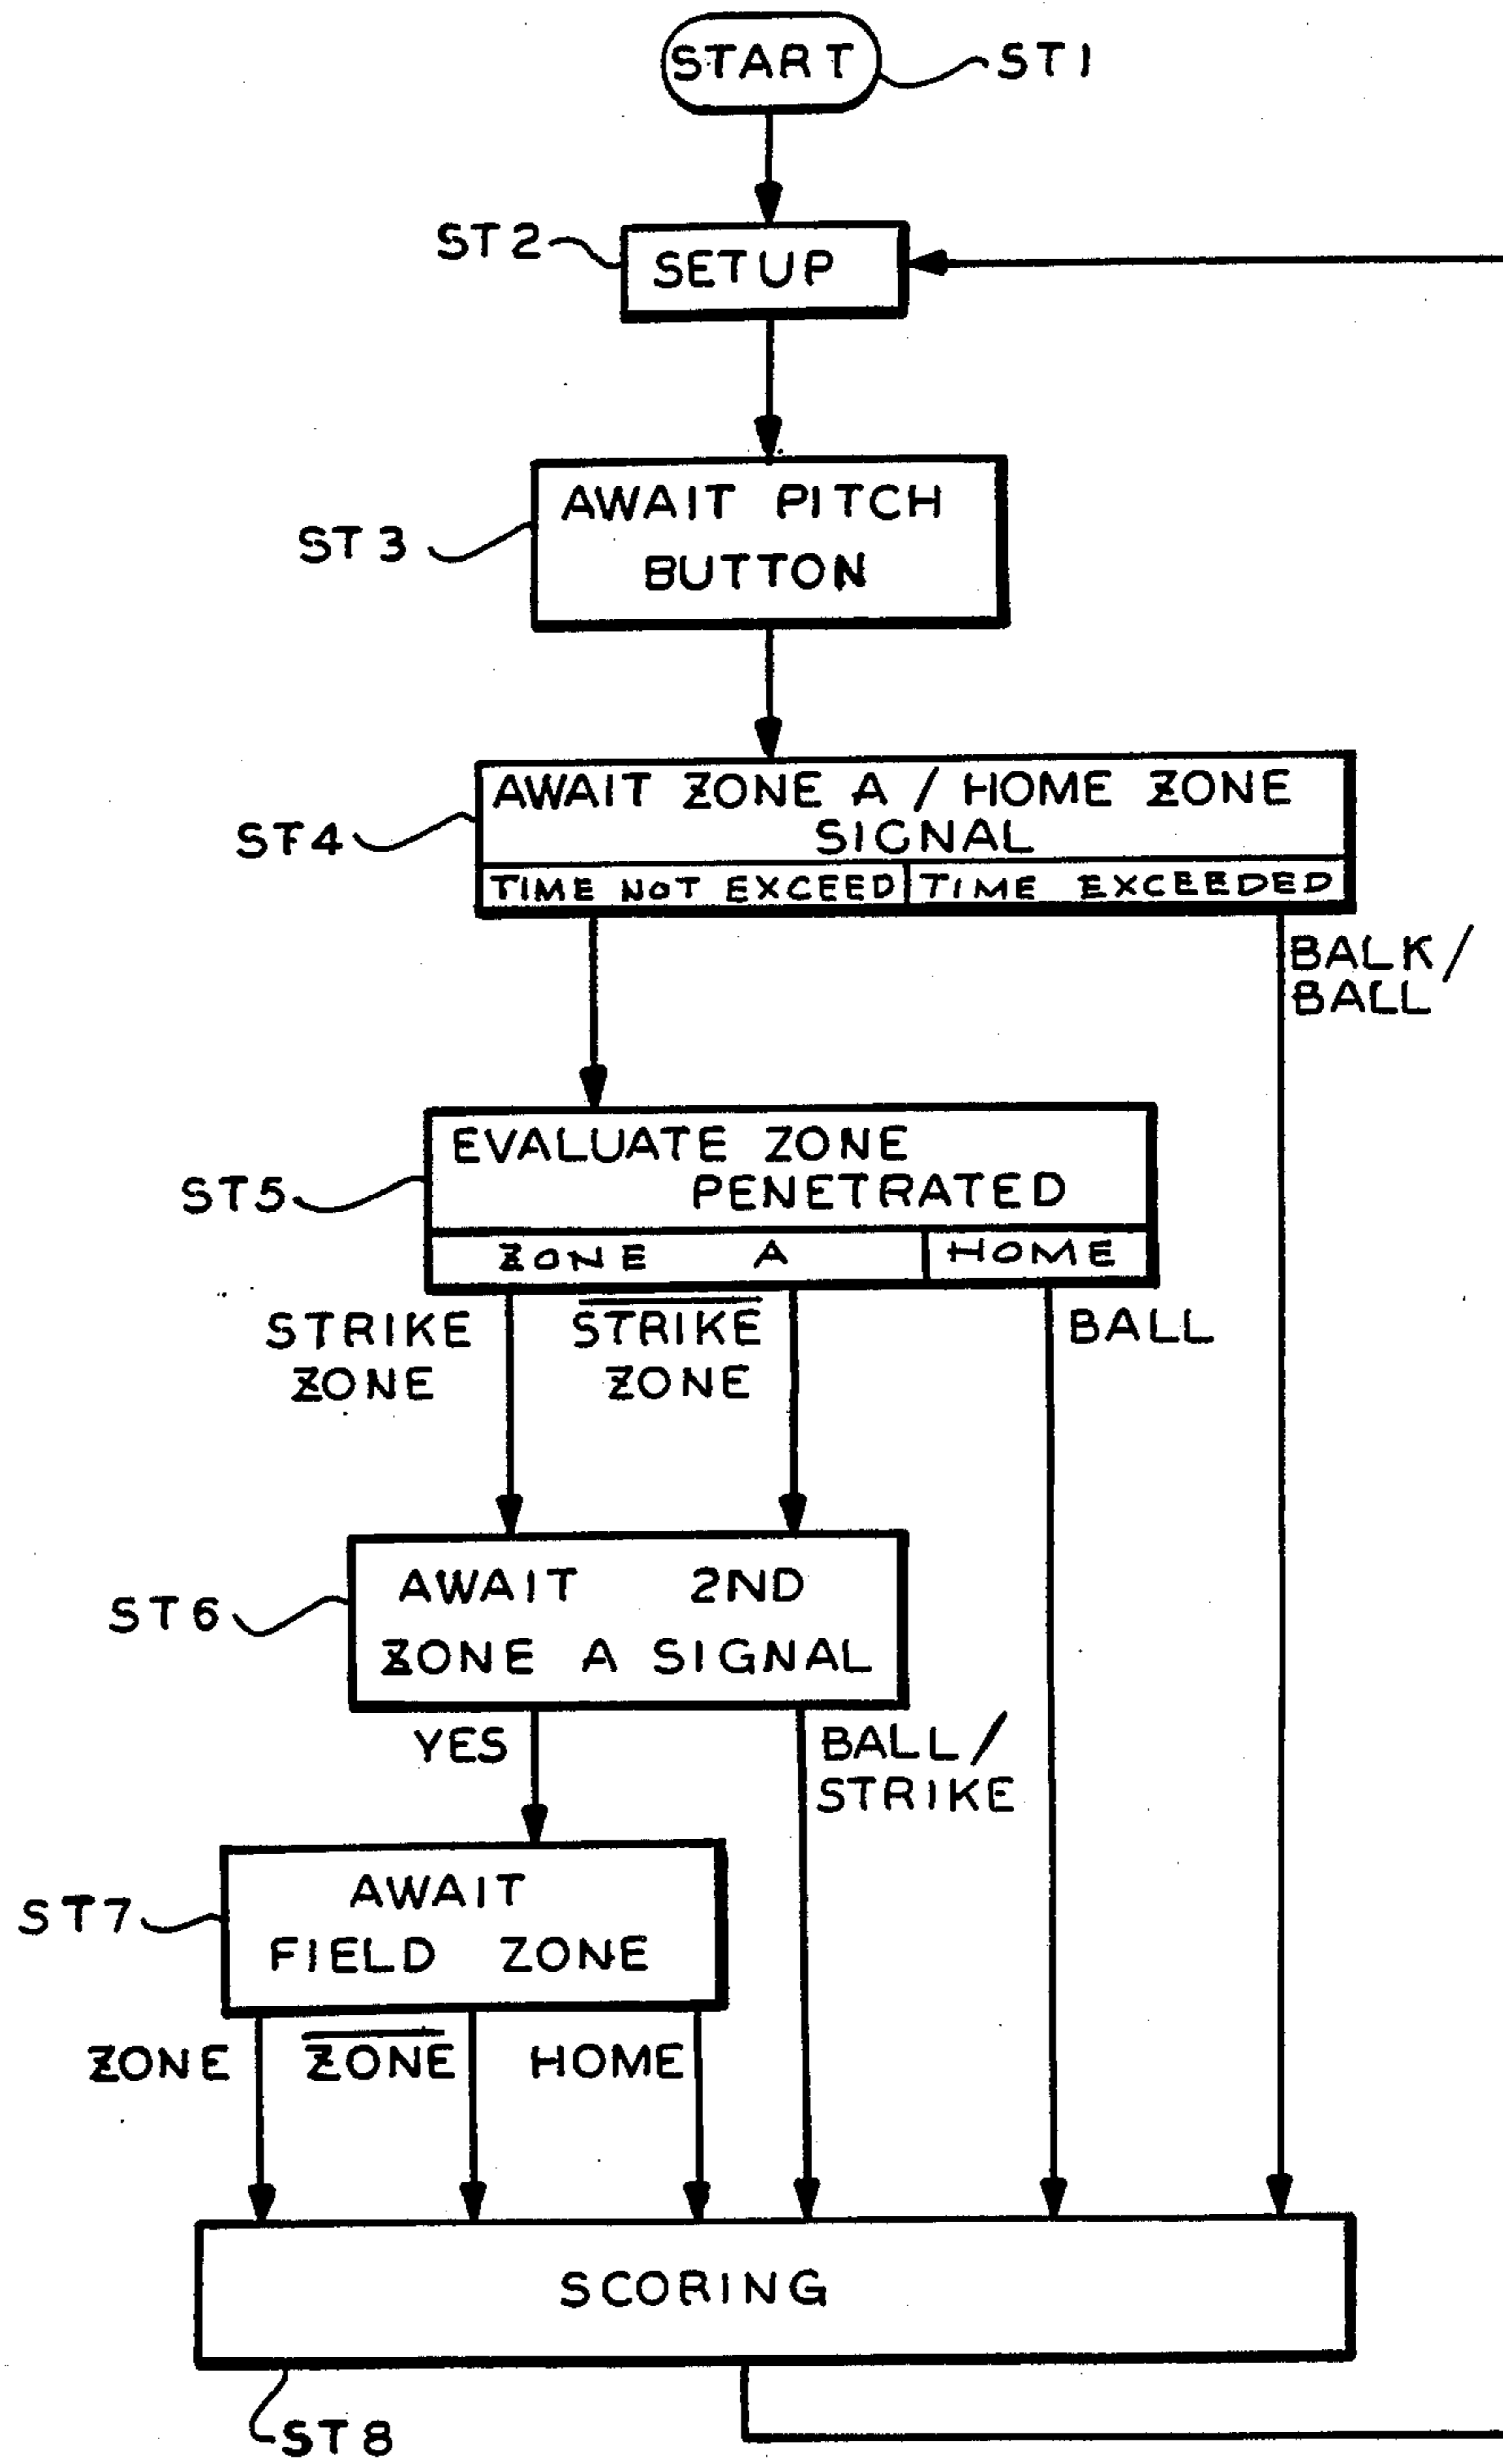 START
ST1
ST2
SETUP
AWAIT PITCH
BUTTON
ST3
AWAIT ZONE A / HOME ZONE
SIGNAL
ST4
TIME NOT EXCEED
TIME EXCEEDED
BALK/
BALL
EVALUATE ZONE
PENETRATED
ST5
ZONE A
HOME
STRIKE
ZONE
STRIKE
ZONE
BALL
AWAIT 2ND
ZONE A SIGNAL
ST6
YES
BALL/
STRIKE
AWAIT
FIELD ZONE
ST7
ZONE
ZONE
HOME
SCORING
ST8